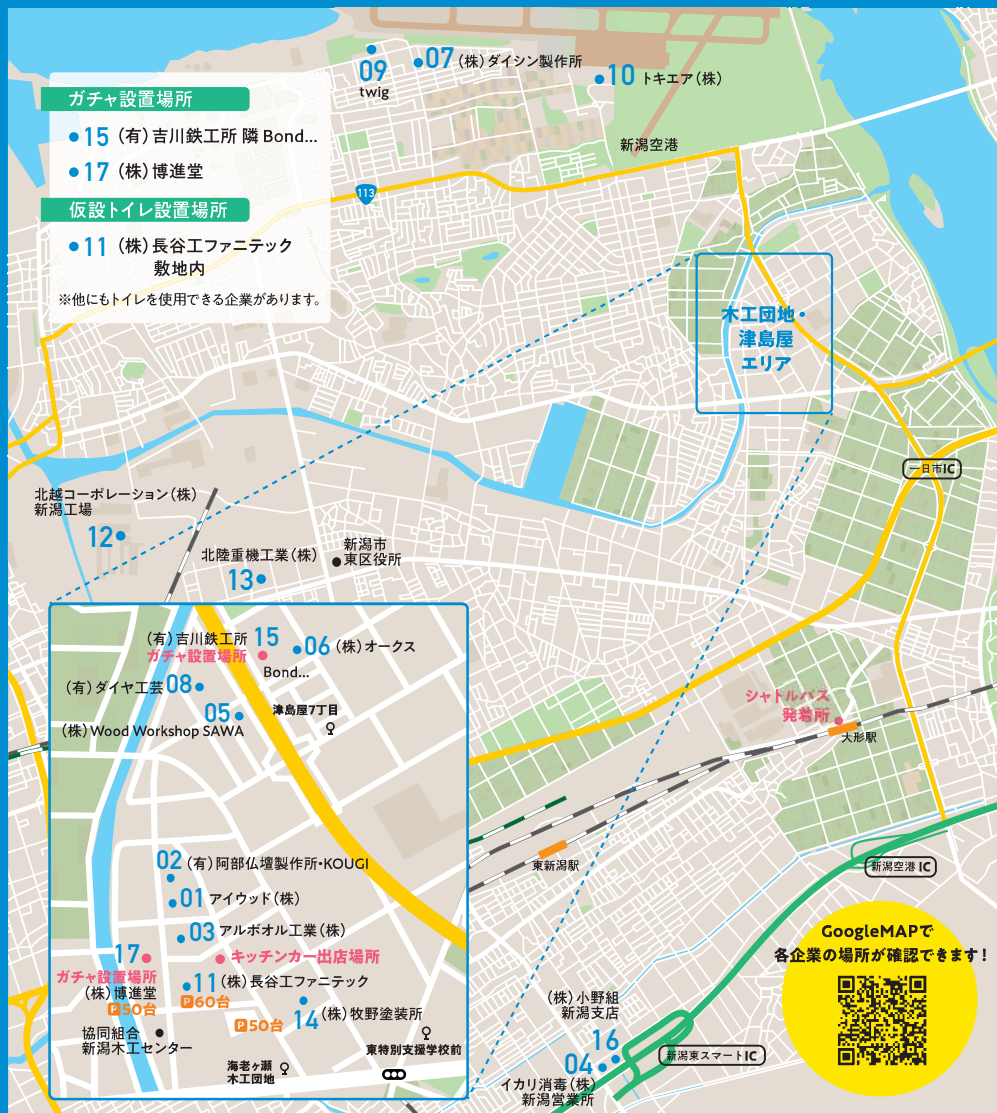 ガチャ設置場所
15 (有)吉川鉄工所 隣 Bond...
17 (株)博進堂
仮設トイレ設置場所
11 (株)長谷工ファニテック
敷地内
※他にもトイレを使用できる企業があります。
09
twig
07 (株)ダイシン製作所
10 トキエア(株)
新潟空港
113
木工団地・
津島屋
エリア
一日市IC
北越コーポレーション(株)
新潟工場
12
北陸重機工業(株)
13
新潟市
東区役所
(有)吉川鉄工所 15
ガチャ設置場所
Bond...
06 (株)オークス
(有)ダイヤ工芸 08
05
(株)Wood Workshop SAWA
津島屋7丁目
シャトルバス
発着所
大形駅
東新潟駅
新潟空港IC
02 (有)阿部仏壇製作所・KOUGI
01 アイウッド(株)
03 アルボオル工業(株)
キッチンカー出店場所
17
ガチャ設置場所
(株)博進堂
P50台
11 (株)長谷工ファニテック
P60台
P50台
14 (株)牧野塗装所
協同組合
新潟木工センター
東特別支援学校前
海老ヶ瀬
木工団地
(株)小野組
新潟支店
16
04
イカリ消毒(株)
新潟営業所
新潟東スマートIC
GoogleMAPで
各企業の場所が確認できます!